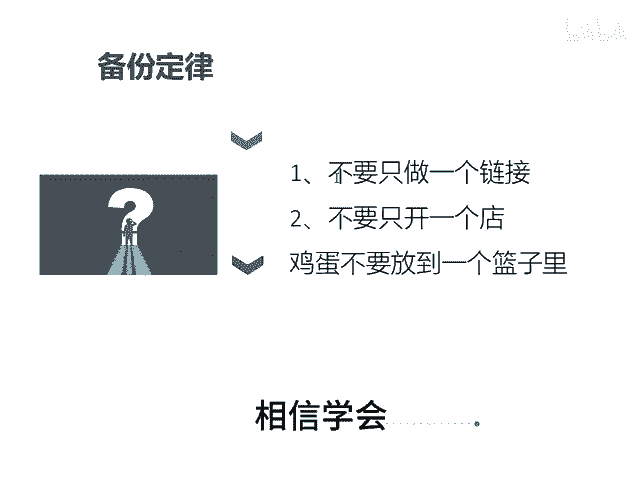 备份定律
1、不要只做一个链接
2、不要只开一个店
鸡蛋不要放到一个篮子里
相信学会